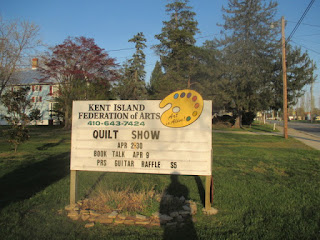 KENT ISLAND
FEDERATION of ARTS
410-643-7424
QUILT SHOW
APR 2-30
BOOK TALK APR 9
PRS GUITAR RAFFLE $5